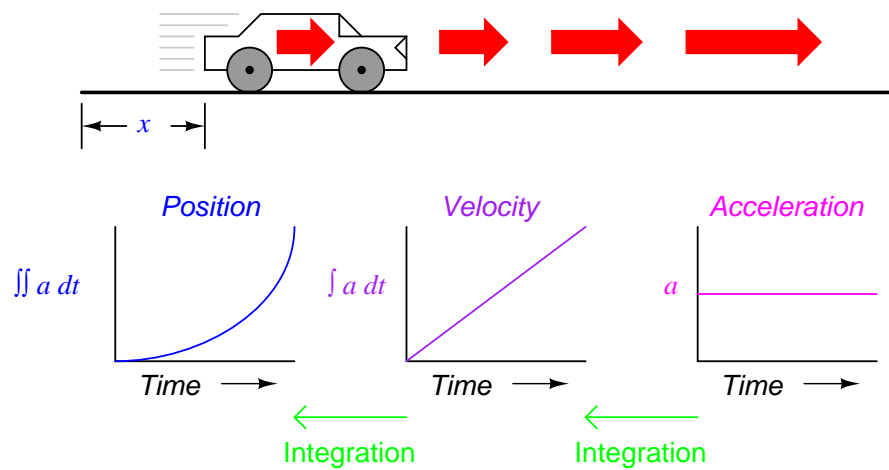 x
Position Velocity Acceleration
∬ a dt ∫ a dt a
Time Time Time
Integration Integration